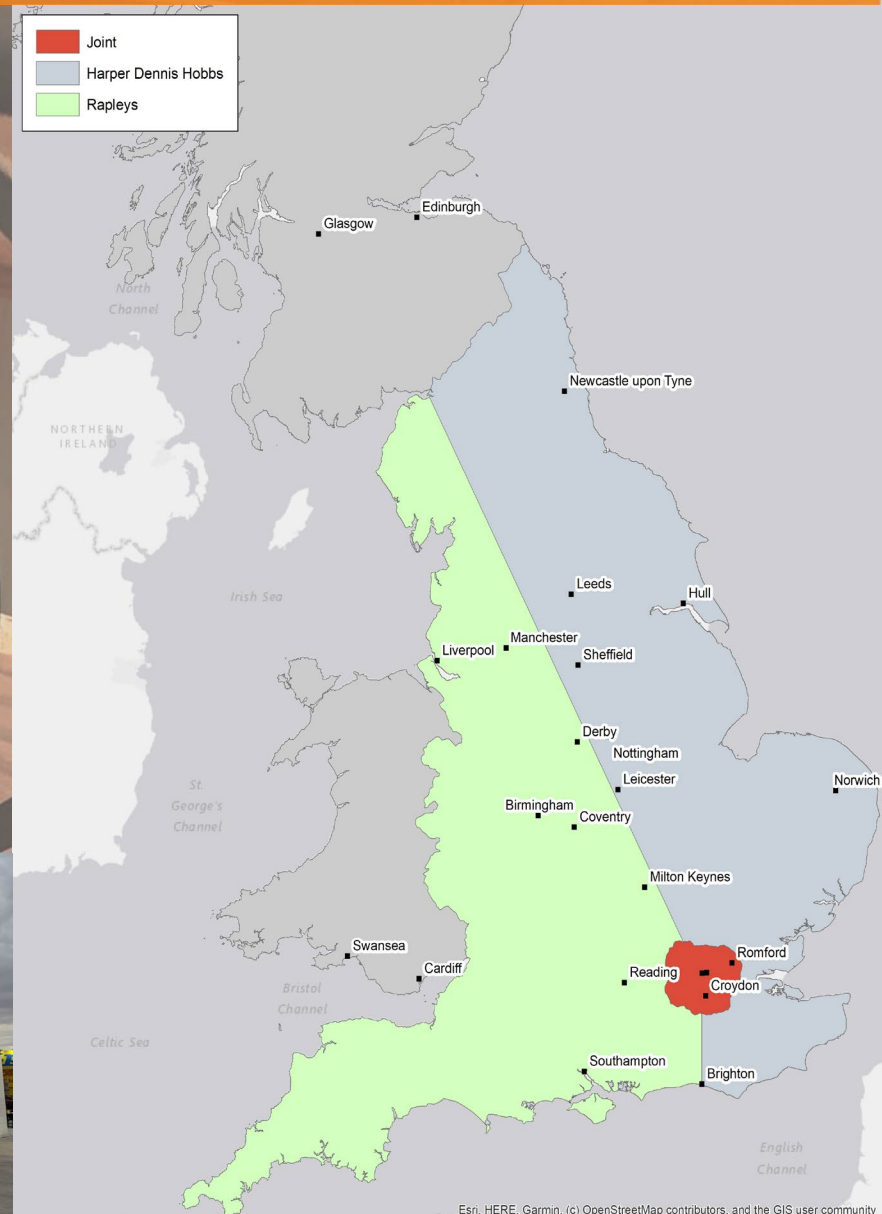 Joint
Harper Dennis Hobbs
Rapleys
Edinburgh
Glasgow
North
Channel
Newcastle upon Tyne
NORTHERN
IRELAND
Leeds
Hull
Irish Sea
Manchester
Liverpool
Sheffield
Derby
Nottingham
Leicester
Norwich
St.
George's
Channel
Birmingham
Coventry
Milton Keynes
Swansea
Romford
Cardiff
Reading
Croydon
Bristol
Channel
Celtic Sea
Southampton
Brighton
English
Channel
Esri, HERE, Garmin, (c) OpenStreetMap contributors, and the GIS user community